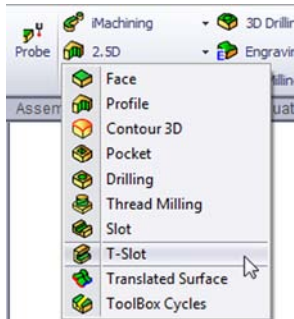 iMachining
3D Drillin
Probe
2.5D
Engravin
Face
Profile
Contour 3D
Pocket
Drilling
Thread Milling
Slot
T-Slot
Translated Surface
ToolBox Cycles
Assem